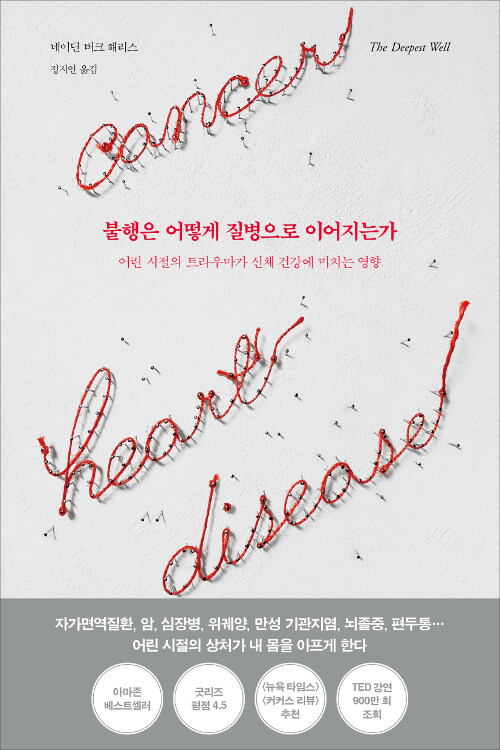 네이딘 버크 해리스
정지인 옮김
The Deepest Well
cancer
불행은 어떻게 질병으로 이어지는가
어린 시절의 트라우마가 신체 건강에 미치는 영향
heart
disease
자가면역질환, 암, 심장병, 위궤양, 만성 기관지염, 뇌졸중, 편두통…
어린 시절의 상처가 내 몸을 아프게 한다
아마존
베스트셀러
굿리즈
평점 4.5
〈뉴욕 타임스〉
〈커커스 리뷰〉
추천
TED 강연
900만 회
조회